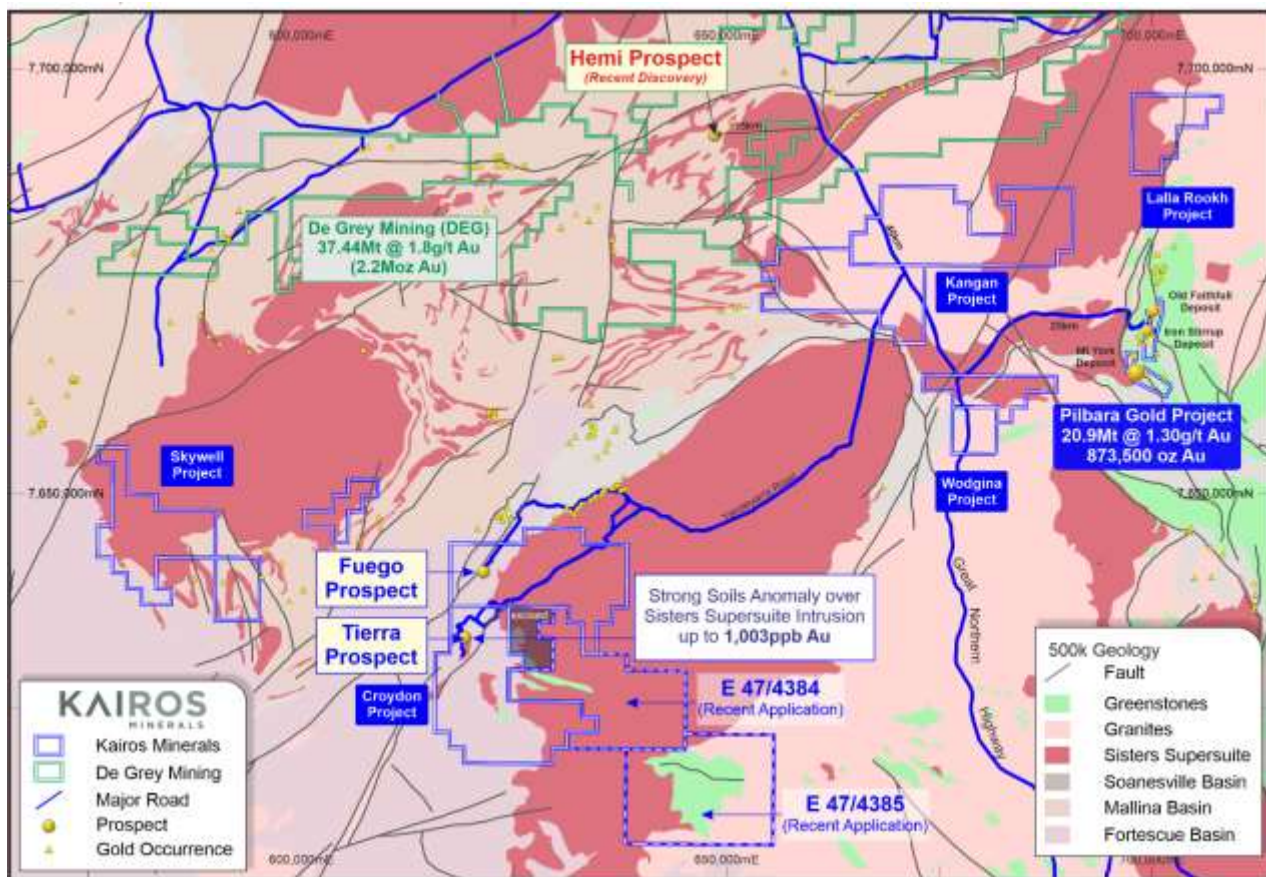 600,000mE
650,000mE
700,000mE
7,700,000mN
7,700,000mN
Hemi Prospect
(Recent Discovery)
De Grey Mining (DEG)
37.44Mt @ 1.8g/t Au
(2.2Moz Au)
Lalla Rookh
Project
Kangan
Project
Old Faithfull
Deposit
Iron Stirrup
Deposit
Mt York
Deposit
Pilbara Gold Project
20.9Mt @ 1.30g/t Au
873,500 oz Au
Skywell
Project
7,650,000mN
7,650,000mN
Wodgina
Project
Road
Fuego
Prospect
Strong Soils Anomaly over
Sisters Supersuite Intrusion
up to 1,003ppb Au
Great Northern Highway
Tierra
Prospect
Croydon
Project
E 47/4384
(Recent Application)
E 47/4385
(Recent Application)
KAIROS
MINERALS
Kairos Minerals
De Grey Mining
Major Road
Prospect
Gold Occurrence
500k Geology
Fault
Greenstones
Granites
Sisters Supersuite
Soanesville Basin
Mallina Basin
Fortescue Basin
600,000mE
650,000mE
700,000mE